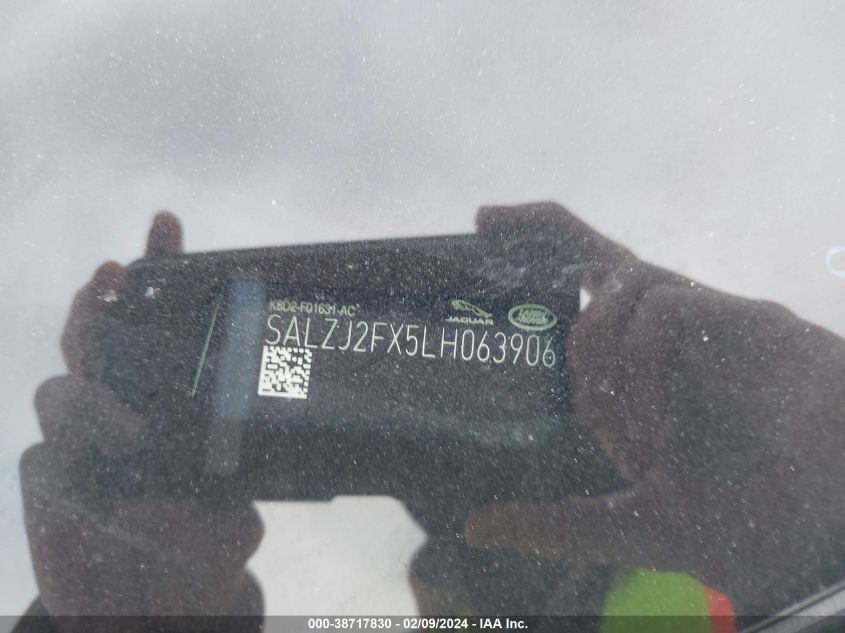 K8D2-F01631-AC
JAGUAR
LAND ROVER
SALZJ2FX5LH063906
000-38717830 - 02/09/2024 - IAA Inc.